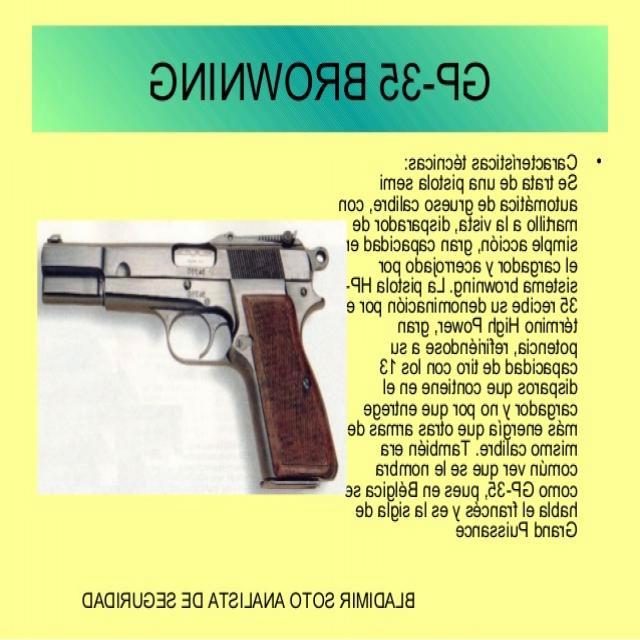 GP-35 BROWNING
• Características técnicas:
Se trata de una pistola semi
automática de grueso calibre, con
martillo a la vista, disparador de
simple acción, gran capacidad en
el cargador y acerrojado por
sistema browning. La pistola HP-
35 recibe su denominación por e
término High Power, gran
potencia, refiriéndose a su
capacidad de tiro con los 13
disparos que contiene en el
cargador y no por que entrege
más energía que otras armas de
mismo calibre. También era
común ver que se le nombra
como GP-35, pues en Bélgica se
habla el francés y es la sigla de
Grand Puissance
BLADIMIR SOTO ANALISTA DE SEGURIDAD